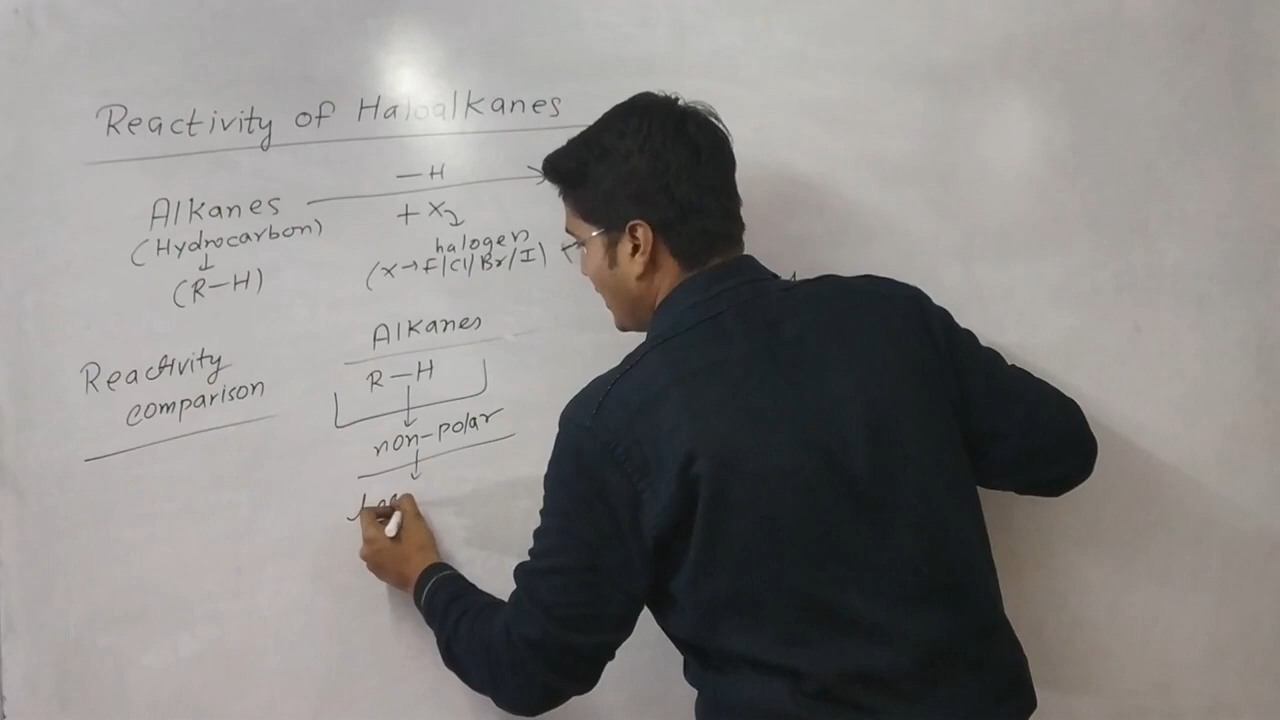 Reactivity of Haloalkanes
Alkanes — H
+ X2
(Hydrocarbon) halogen
(R—H) (X→F/Cl/Br/I)
Alkanes
Reactivity R—H
comparison
non-polar